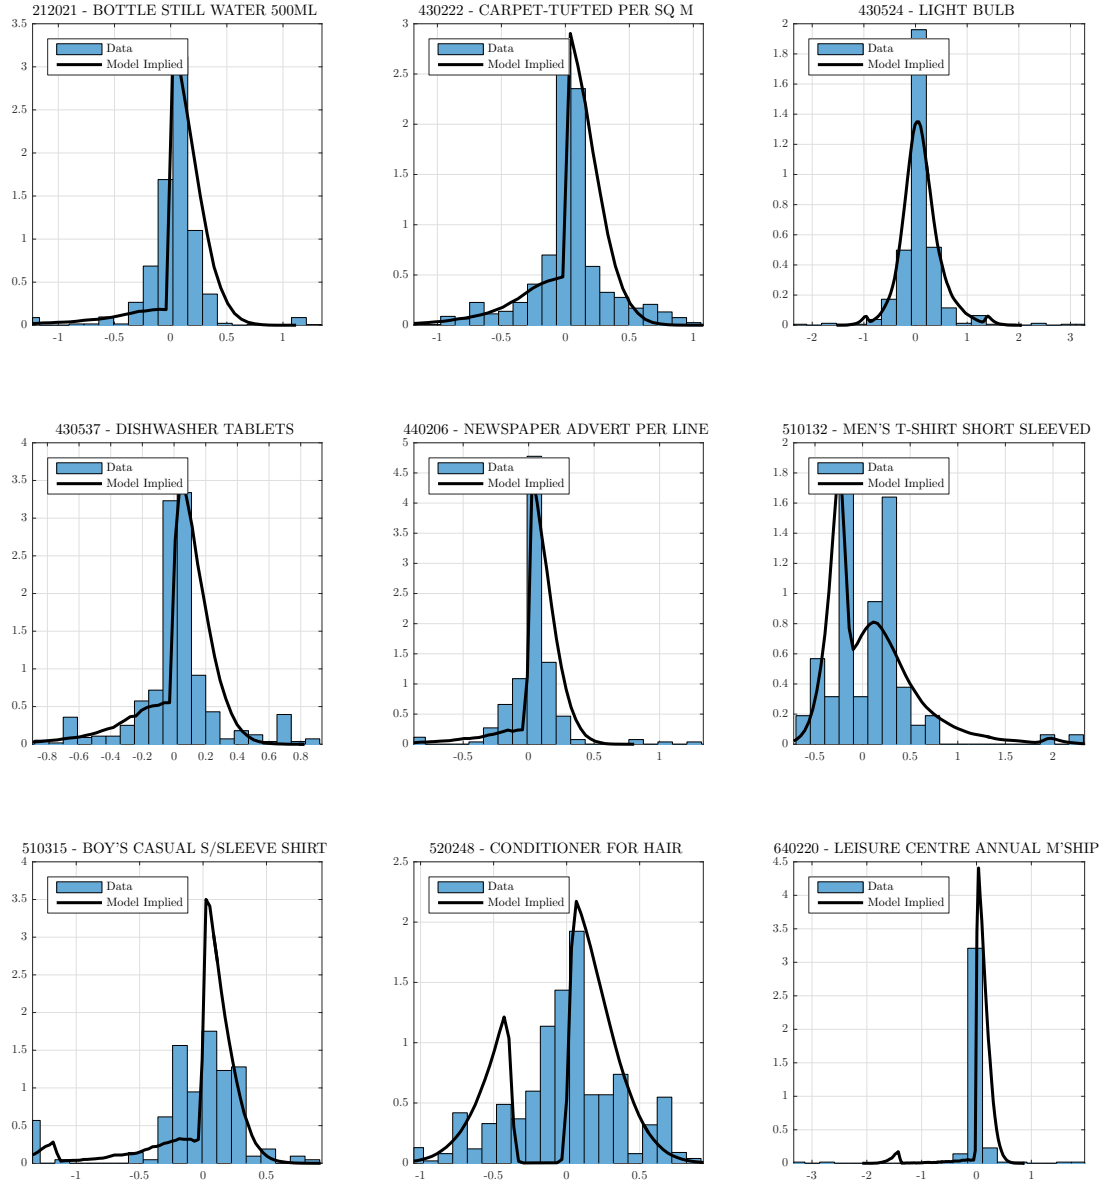 212021 - BOTTLE STILL WATER 500ML
3.5
3
2.5
2
1.5
1
0.5
0
-1 -0.5 0 0.5 1
Data
Model Implied
430222 - CARPET-TUFTED PER SQ M
3
2.5
2
1.5
1
0.5
0
-1 -0.5 0 0.5 1
Data
Model Implied
430524 - LIGHT BULB
2
1.8
1.6
1.4
1.2
1
0.8
0.6
0.4
0.2
0
-2 -1 0 1 2 3
Data
Model Implied
430537 - DISHWASHER TABLETS
4
3.5
3
2.5
2
1.5
1
0.5
0
-0.8 -0.6 -0.4 -0.2 0 0.2 0.4 0.6 0.8
Data
Model Implied
440206 - NEWSPAPER ADVERT PER LINE
5
4.5
4
3.5
3
2.5
2
1.5
1
0.5
0
-0.5 0 0.5 1
Data
Model Implied
510132 - MEN'S T-SHIRT SHORT SLEEVED
2
1.8
1.6
1.4
1.2
1
0.8
0.6
0.4
0.2
0
-0.5 0 0.5 1 1.5 2
Data
Model Implied
510315 - BOY'S CASUAL S/SLEEVE SHIRT
4
3.5
3
2.5
2
1.5
1
0.5
0
-1 -0.5 0 0.5
Data
Model Implied
520248 - CONDITIONER FOR HAIR
2.5
2
1.5
1
0.5
0
-1 -0.5 0 0.5
Data
Model Implied
640220 - LEISURE CENTRE ANNUAL M'SHIP
4.5
4
3.5
3
2.5
2
1.5
1
0.5
0
-3 -2 -1 0 1
Data
Model Implied